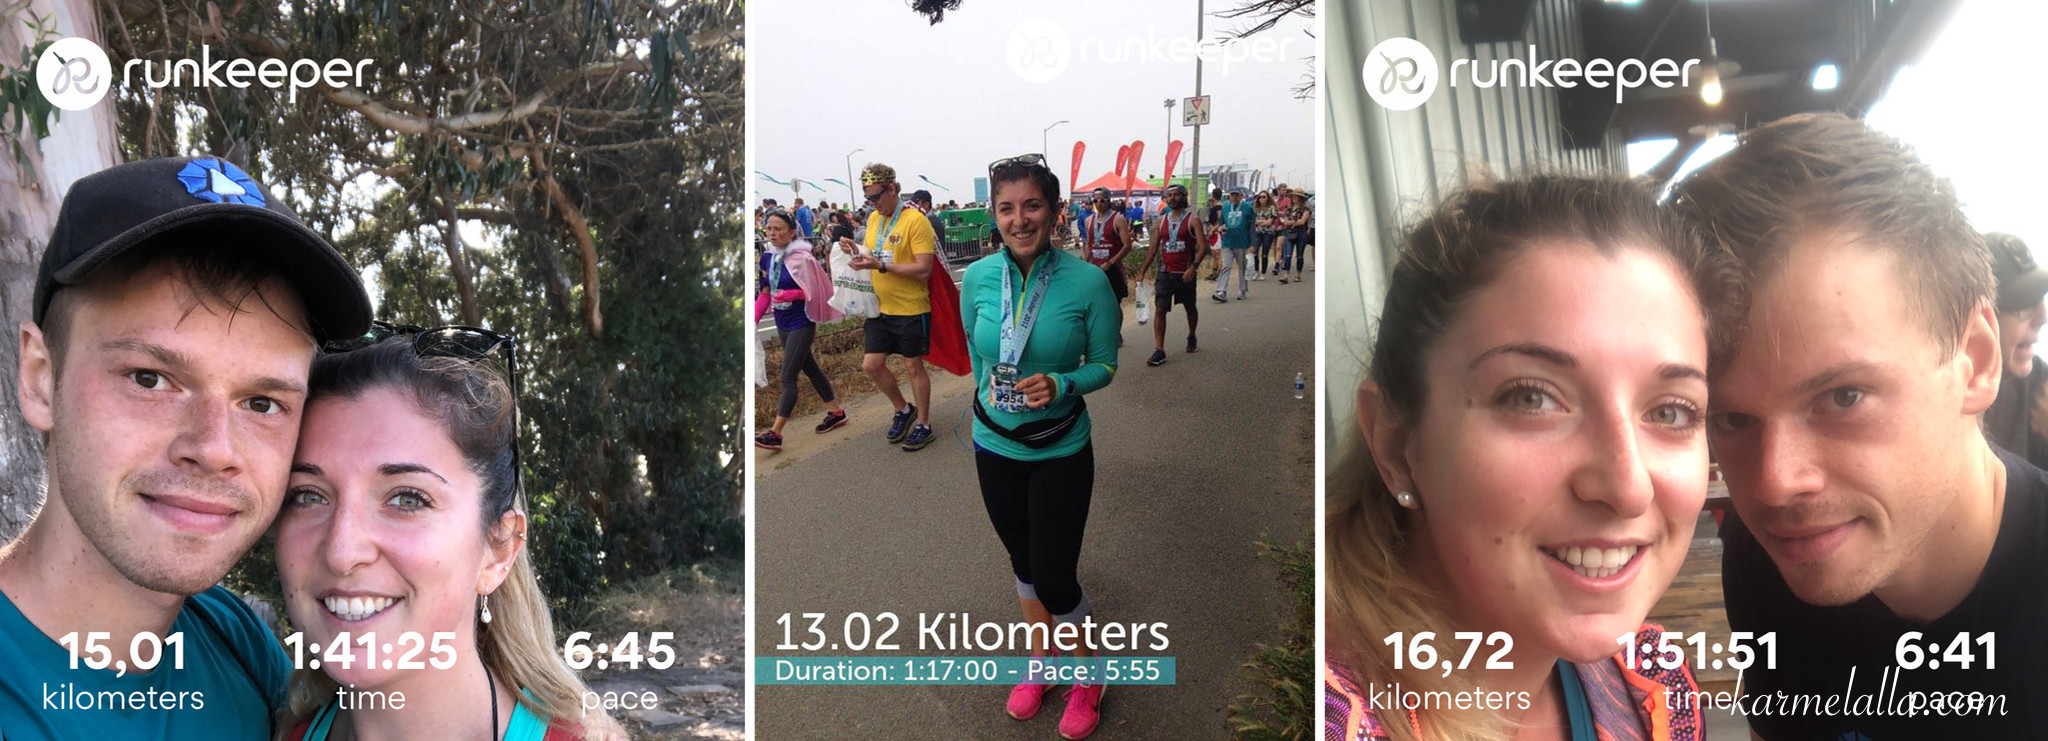 runkeeper
15,01 1:41:25 6:45
kilometers time pace
runkeeper
2954
13.02 Kilometers
Duration: 1:17:00 - Pace: 5:55
runkeeper
16,72 1:51:51 6:41
kilometers time pace
karmelalla.com